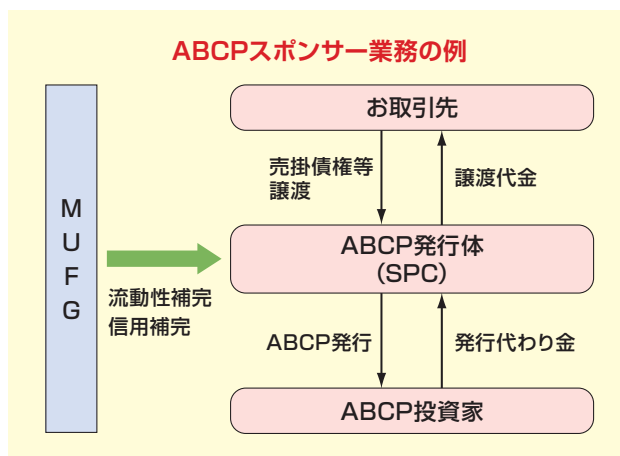 ABCPスポンサー業務の例
お取引先
売掛債権等
譲渡
譲渡代金
MUFG
ABCP発行体
(SPC)
流動性補完
信用補完
ABCP発行
発行代わり金
ABCP投資家